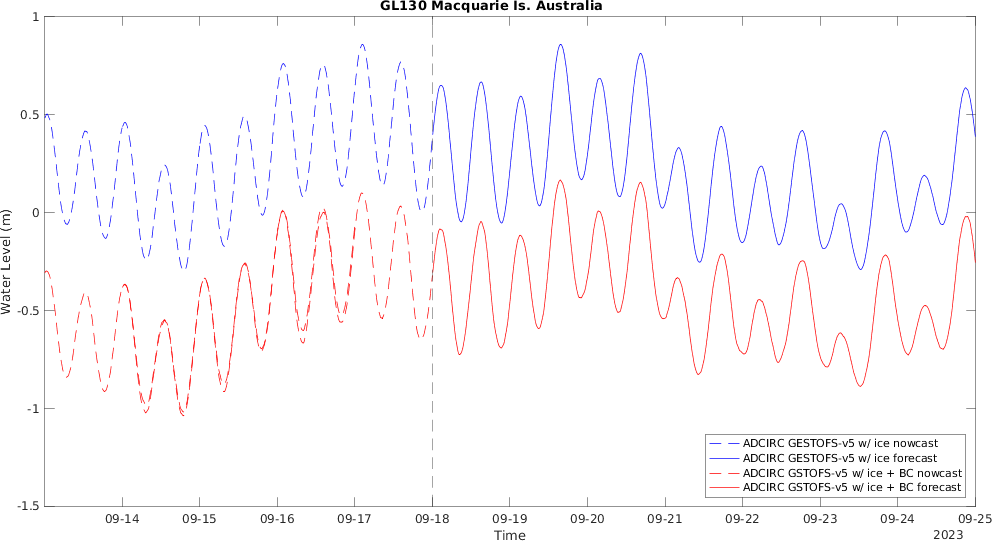 GL130 Macquarie Is. Australia
1
0.5
0
-0.5
-1
-1.5
Water Level (m)
ADCIRC GESTOFS-v5 w/ ice nowcast
ADCIRC GESTOFS-v5 w/ ice forecast
ADCIRC GSTOFS-v5 w/ ice + BC nowcast
ADCIRC GSTOFS-v5 w/ ice + BC forecast
09-14 09-15 09-16 09-17 09-18 09-19 09-20 09-21 09-22 09-23 09-24 09-25
Time
2023